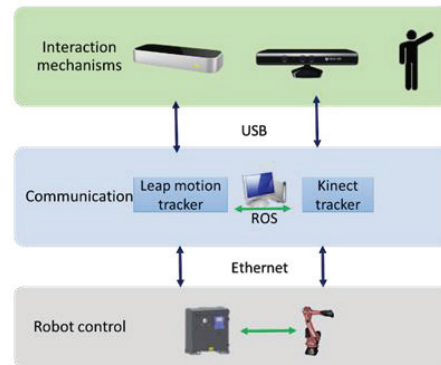 Interaction
mechanisms
USB
Communication
Leap motion
tracker
ROS
Kinect
tracker
Ethernet
Robot control